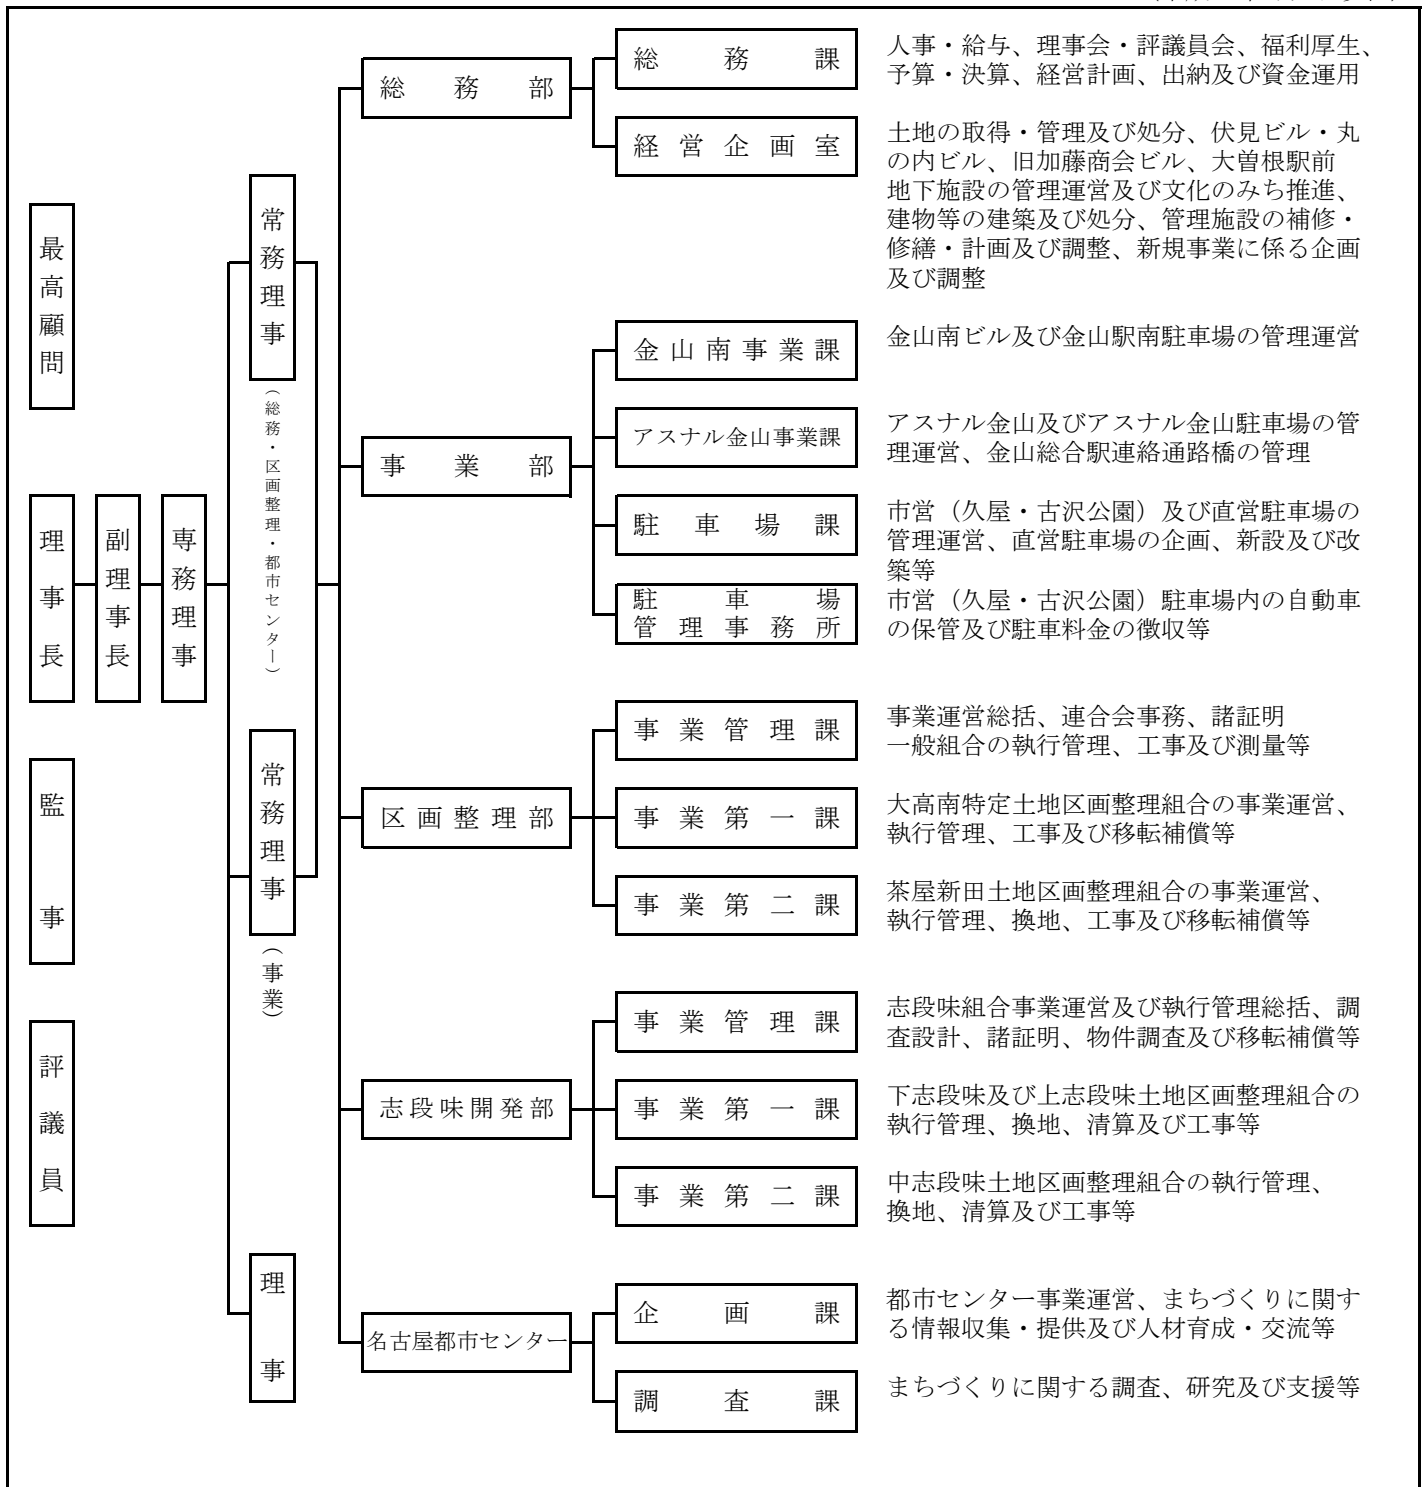 最高顧問
理事長
副理事長
専務理事
監事
評議員
常務理事
（総務・区画整理・都市センター）
常務理事
（事業）
理事
総務部
総務課
人事・給与、理事会・評議員会、福利厚生、
予算・決算、経営計画、出納及び資金運用
経営企画室
土地の取得・管理及び処分、伏見ビル・丸
の内ビル、旧加藤商会ビル、大曽根駅前
地下施設の管理運営及び文化のみち推進、
建物等の建築及び処分、管理施設の補修・
修繕・計画及び調整、新規事業に係る企画
及び調整
事業部
金山南事業課
金山南ビル及び金山駅南駐車場の管理運営
アスナル金山事業課
アスナル金山及びアスナル金山駐車場の管
理運営、金山総合駅連絡通路橋の管理
駐車場課
市営（久屋・古沢公園）及び直営駐車場の
管理運営、直営駐車場の企画、新設及び改
築等
駐車場
管理事務所
市営（久屋・古沢公園）駐車場内の自動車
の保管及び駐車料金の徴収等
区画整理部
事業管理課
事業運営総括、連合会事務、諸証明
一般組合の執行管理、工事及び測量等
事業第一課
大高南特定土地区画整理組合の事業運営、
執行管理、工事及び移転補償等
事業第二課
茶屋新田土地区画整理組合の事業運営、
執行管理、換地、工事及び移転補償等
志段味開発部
事業管理課
志段味組合事業運営及び執行管理総括、調
査設計、諸証明、物件調査及び移転補償等
事業第一課
下志段味及び上志段味土地区画整理組合の
執行管理、換地、清算及び工事等
事業第二課
中志段味土地区画整理組合の執行管理、
換地、清算及び工事等
名古屋都市センター
企画課
都市センター事業運営、まちづくりに関す
る情報収集・提供及び人材育成・交流等
調査課
まちづくりに関する調査、研究及び支援等